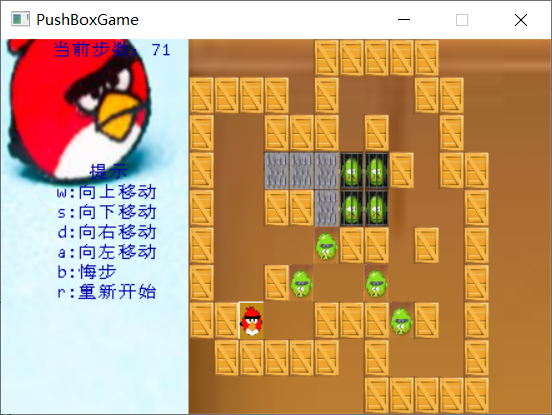 PushBoxGame
当前步数: 71
提示
w:向上移动
s:向下移动
d:向右移动
a:向左移动
b:悔步
r:重新开始